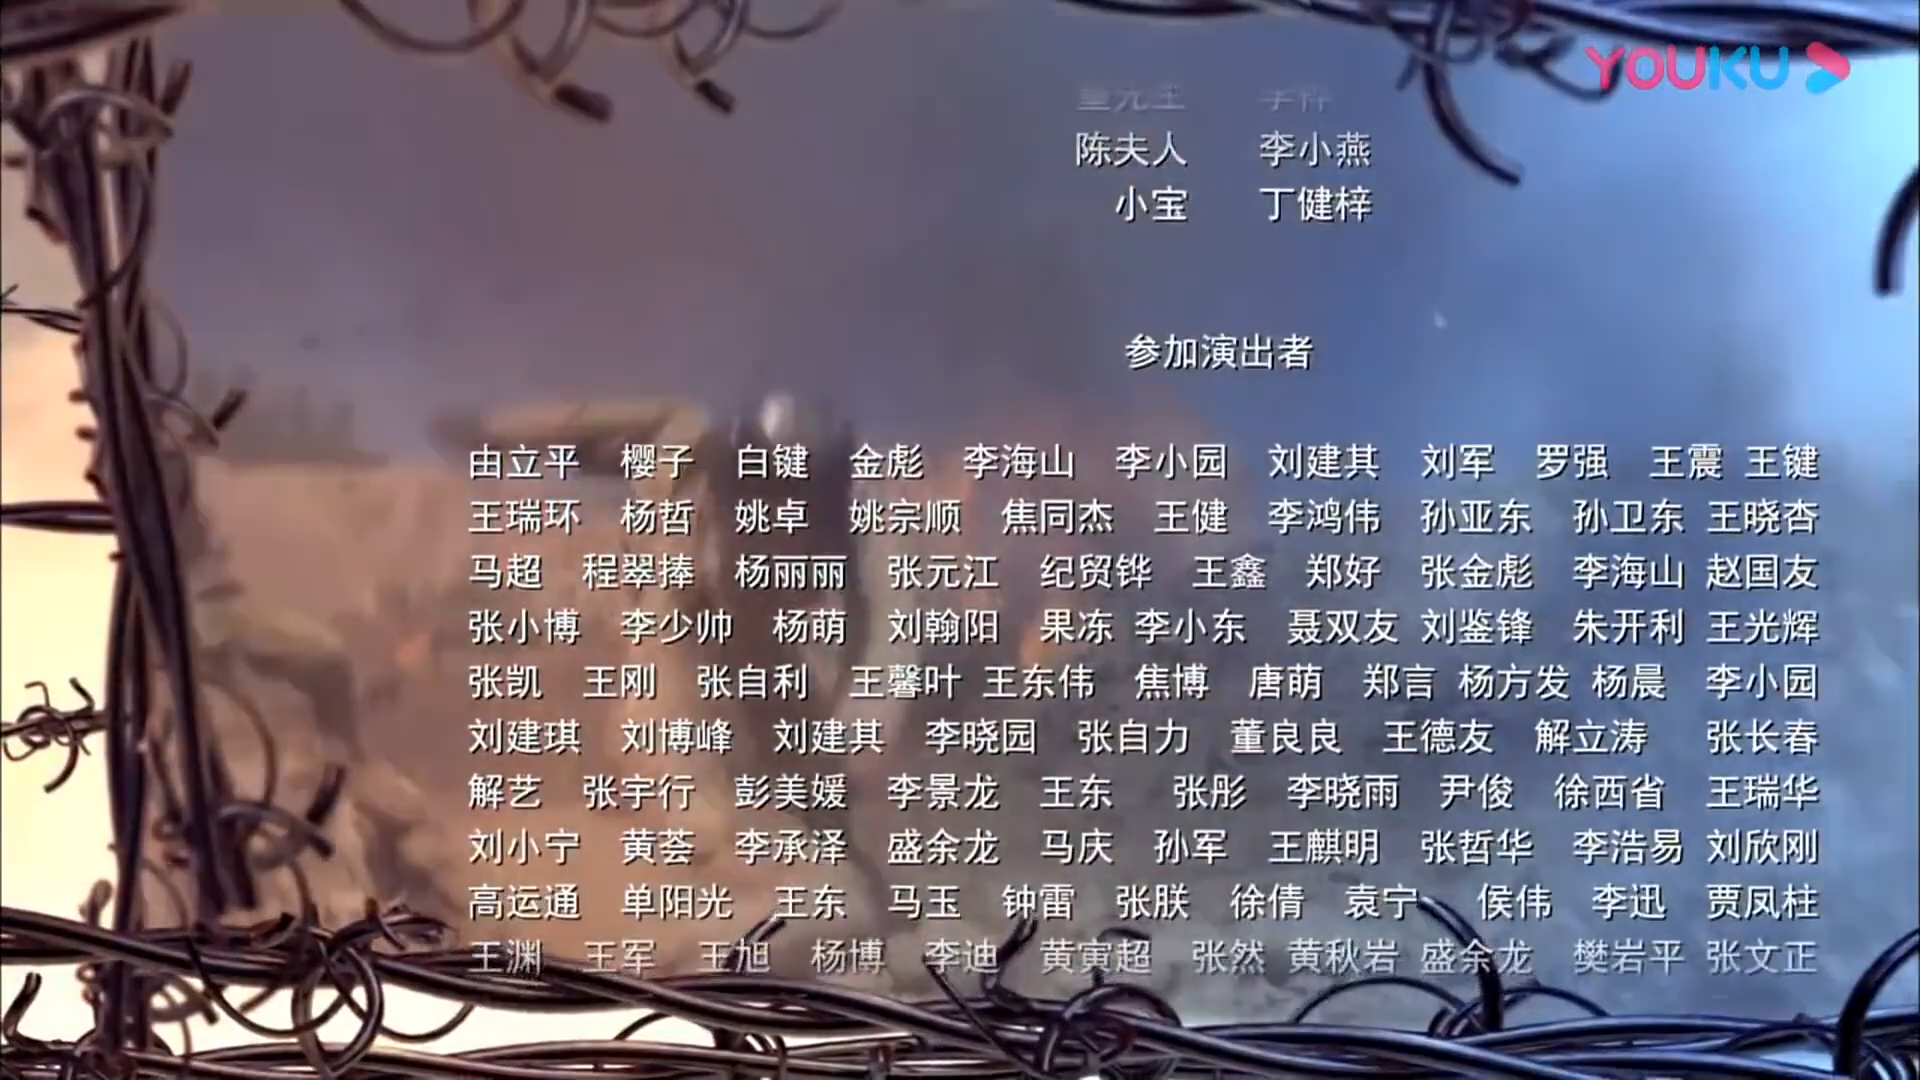 YOUKU
陈夫人 李小燕
小宝 丁健梓
参加演出者
由立平 樱子 白键 金彪 李海山 李小园 刘建其 刘军 罗强 王震 王键
王瑞环 杨哲 姚卓 姚宗顺 焦同杰 王健 李鸿伟 孙亚东 孙卫东 王晓杏
马超 程翠捧 杨丽丽 张元江 纪贸铧 王鑫 郑好 张金彪 李海山 赵国友
张小博 李少帅 杨萌 刘翰阳 果冻 李小东 聂双友 刘鉴锋 朱开利 王光辉
张凯 王刚 张自利 王馨叶 王东伟 焦博 唐萌 郑言 杨方发 杨晨 李小园
刘建琪 刘博峰 刘建其 李晓园 张自力 董良良 王德友 解立涛 张长春
解艺 张宇行 彭美媛 李景龙 王东 张彤 李晓雨 尹俊 徐西省 王瑞华
刘小宁 黄荟 李承泽 盛余龙 马庆 孙军 王麒明 张哲华 李浩易 刘欣刚
高运通 单阳光 王东 马玉 钟雷 张朕 徐倩 袁宁 侯伟 李迅 贾凤柱
王渊 王军 王旭 杨博 李迪 黄寅超 张然 黄秋岩 盛余龙 樊岩平 张文正